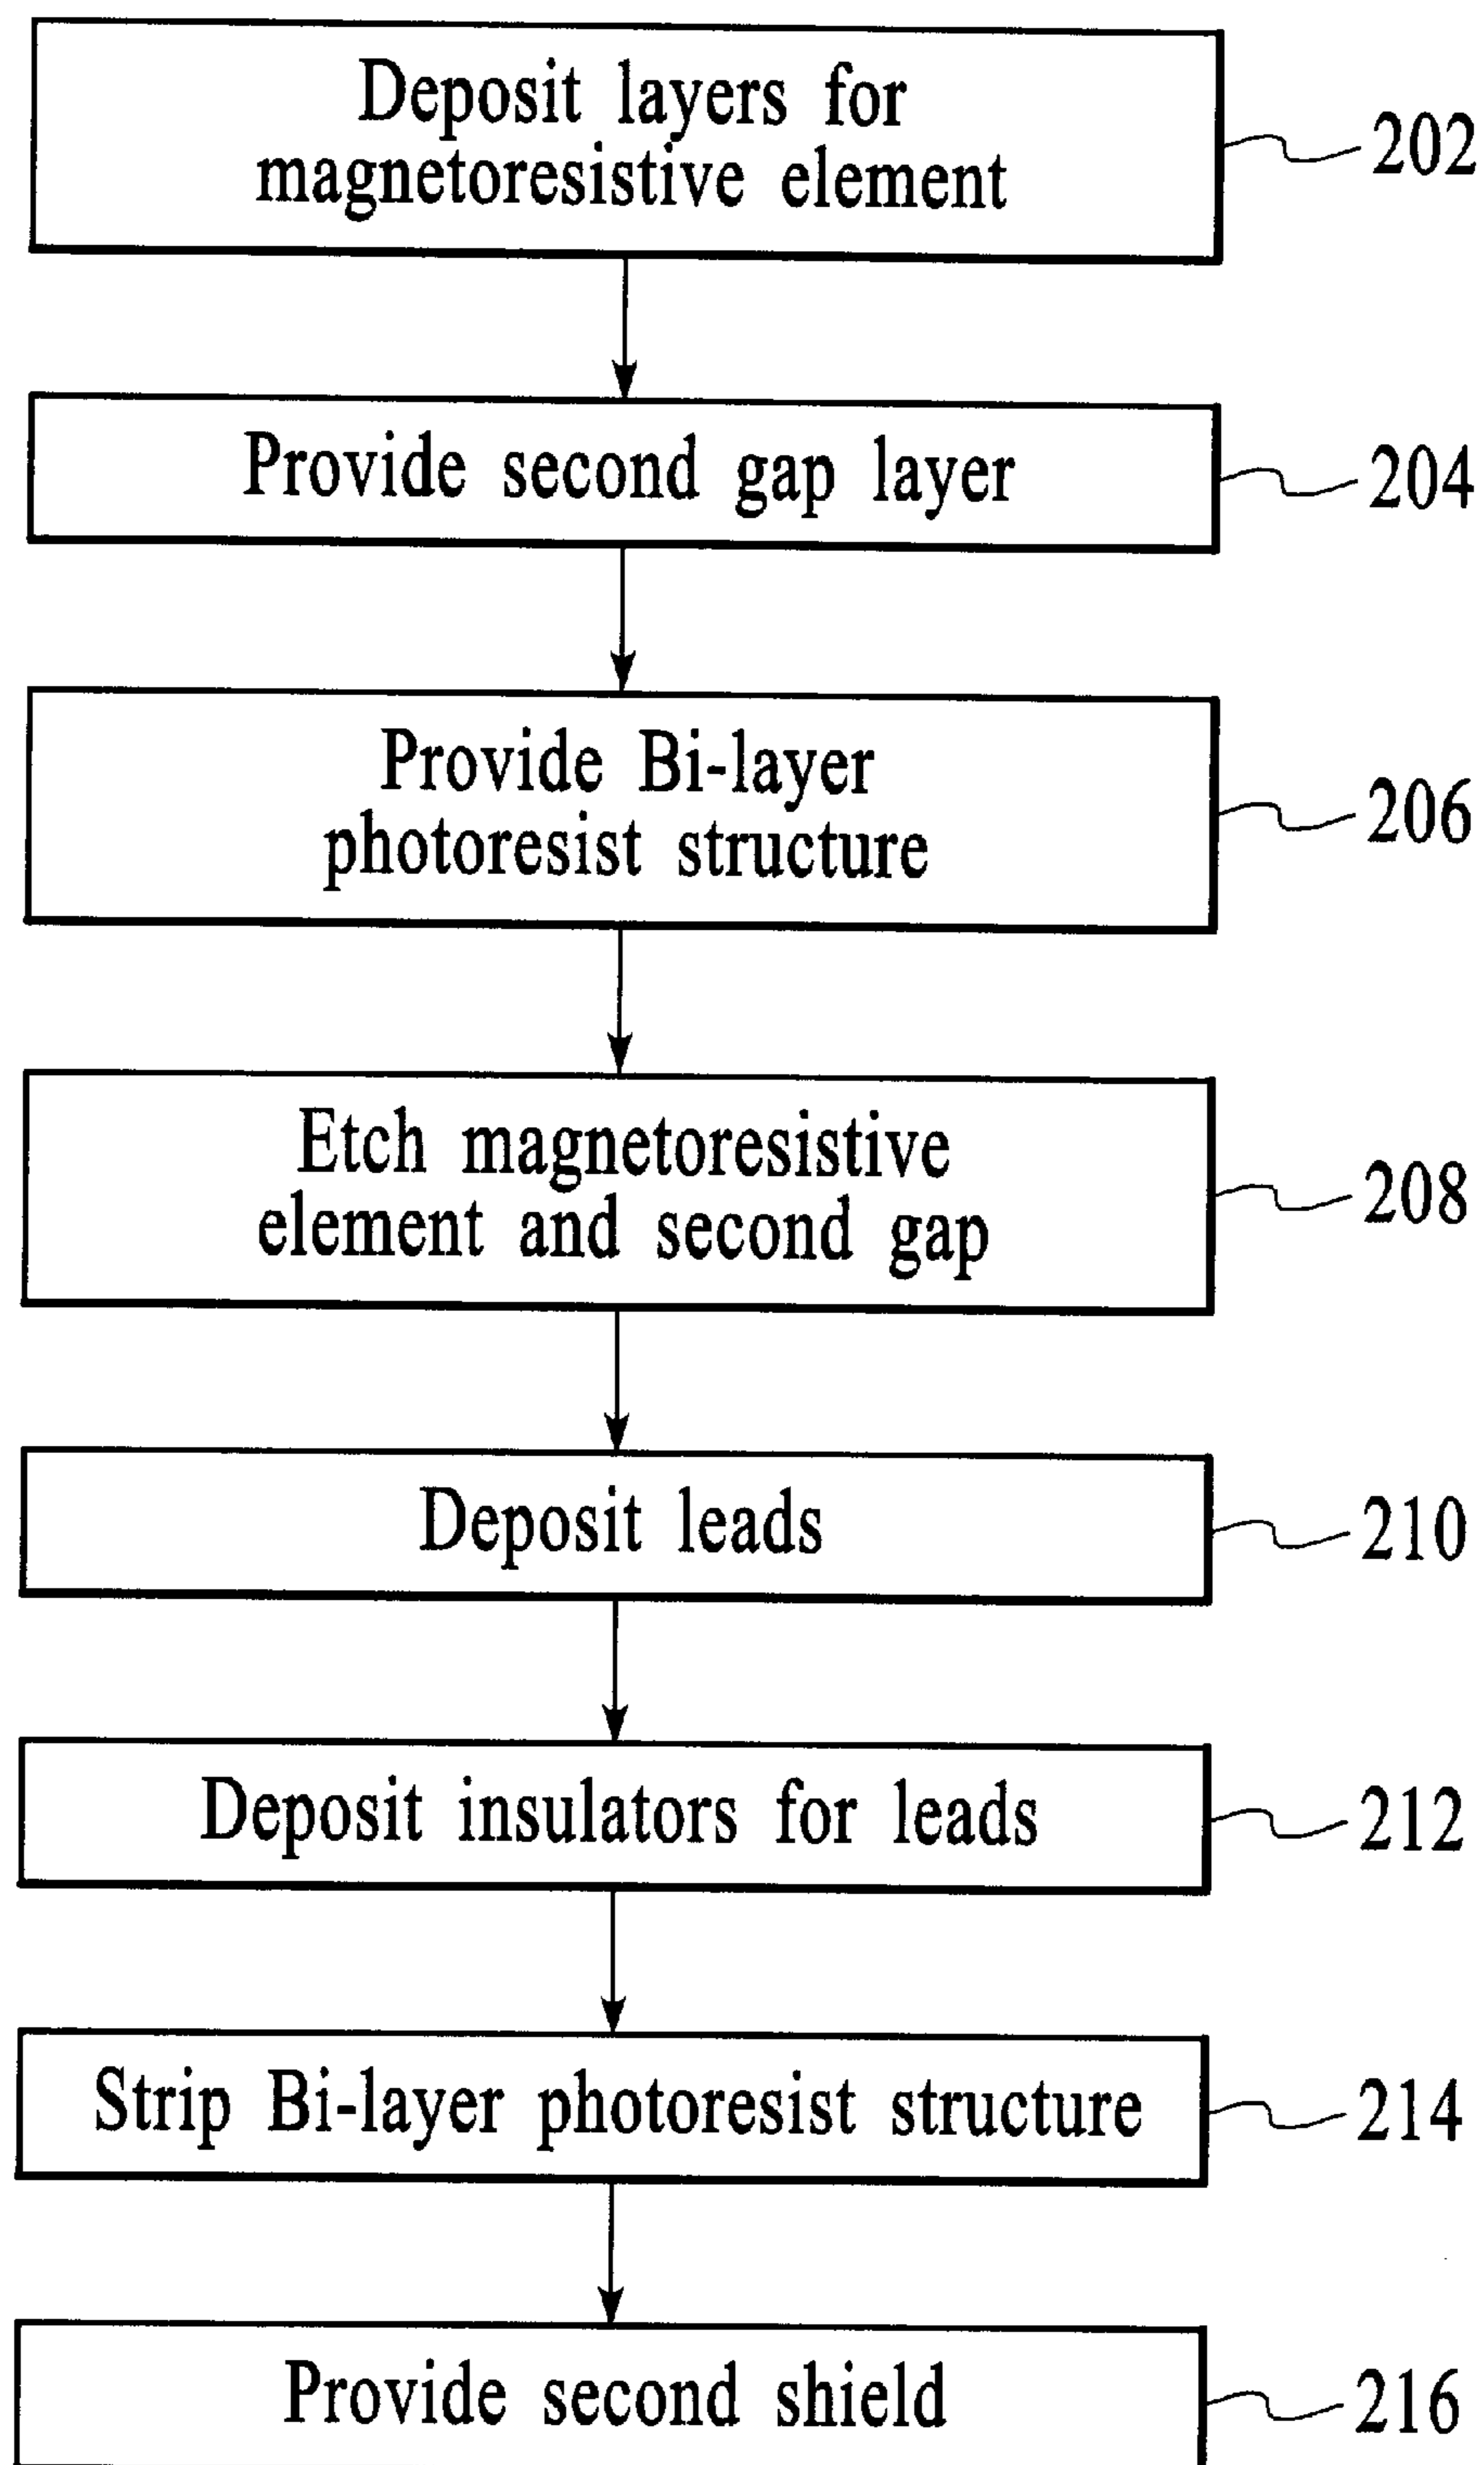 Deposit layers for
magnetoresistive element
202
Provide second gap layer
204
Provide Bi-layer
photoresist structure
206
Etch magnetoresistive
element and second gap
208
Deposit leads
210
Deposit insulators for leads
212
Strip Bi-layer photoresist structure
214
Provide second shield
216